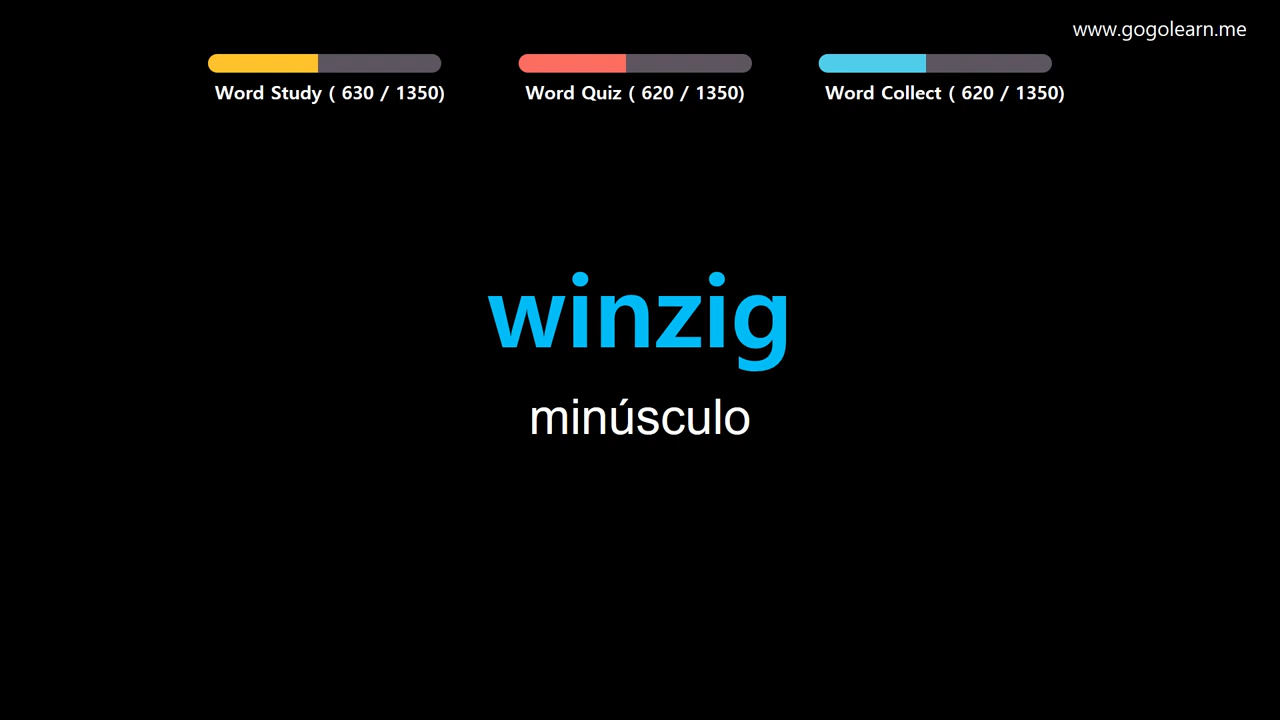 www.gogolearn.me
Word Study ( 630 / 1350)
Word Quiz ( 620 / 1350)
Word Collect ( 620 / 1350)
winzig
minúsculo